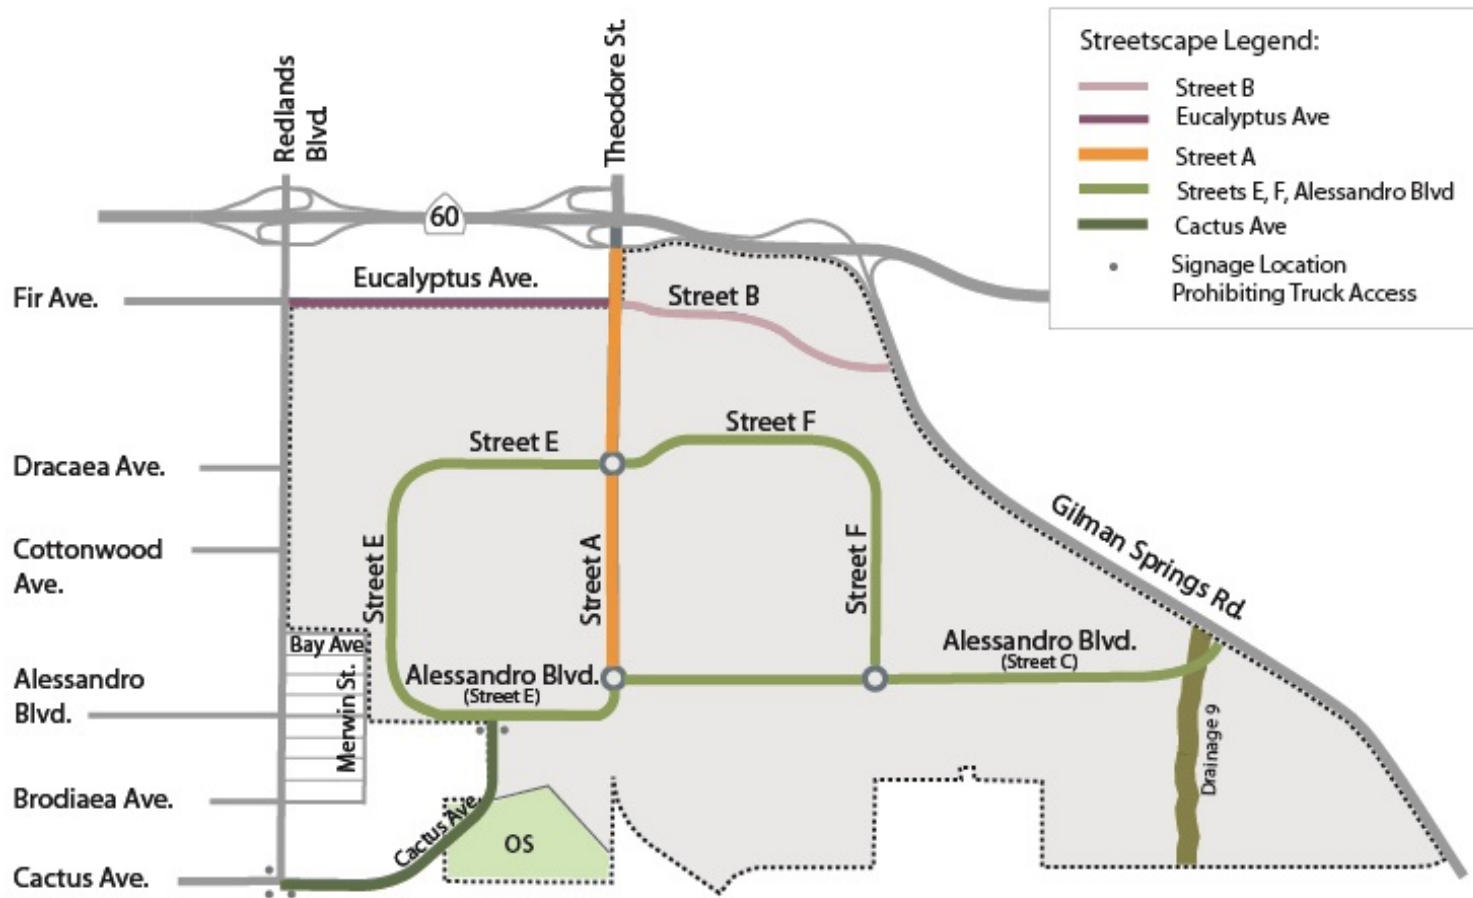 Redlands
Blvd.
Theodore St.
Streetscape Legend:
Street B
Eucalyptus Ave
Street A
Streets E, F, Alessandro Blvd
Cactus Ave
Signage Location
Prohibiting Truck Access
60
Eucalyptus Ave.
Fir Ave.
Street B
Street F
Street E
Dracaea Ave.
Cottonwood
Ave.
Street E
Street A
Street F
Gilman Springs Rd.
Bay Ave
Merwin St.
Alessandro Blvd.
(Street E)
Alessandro Blvd.
(Street C)
Alessandro
Blvd.
Drainage 9
Brodiaea Ave.
Cactus Ave.
OS
Cactus Ave.